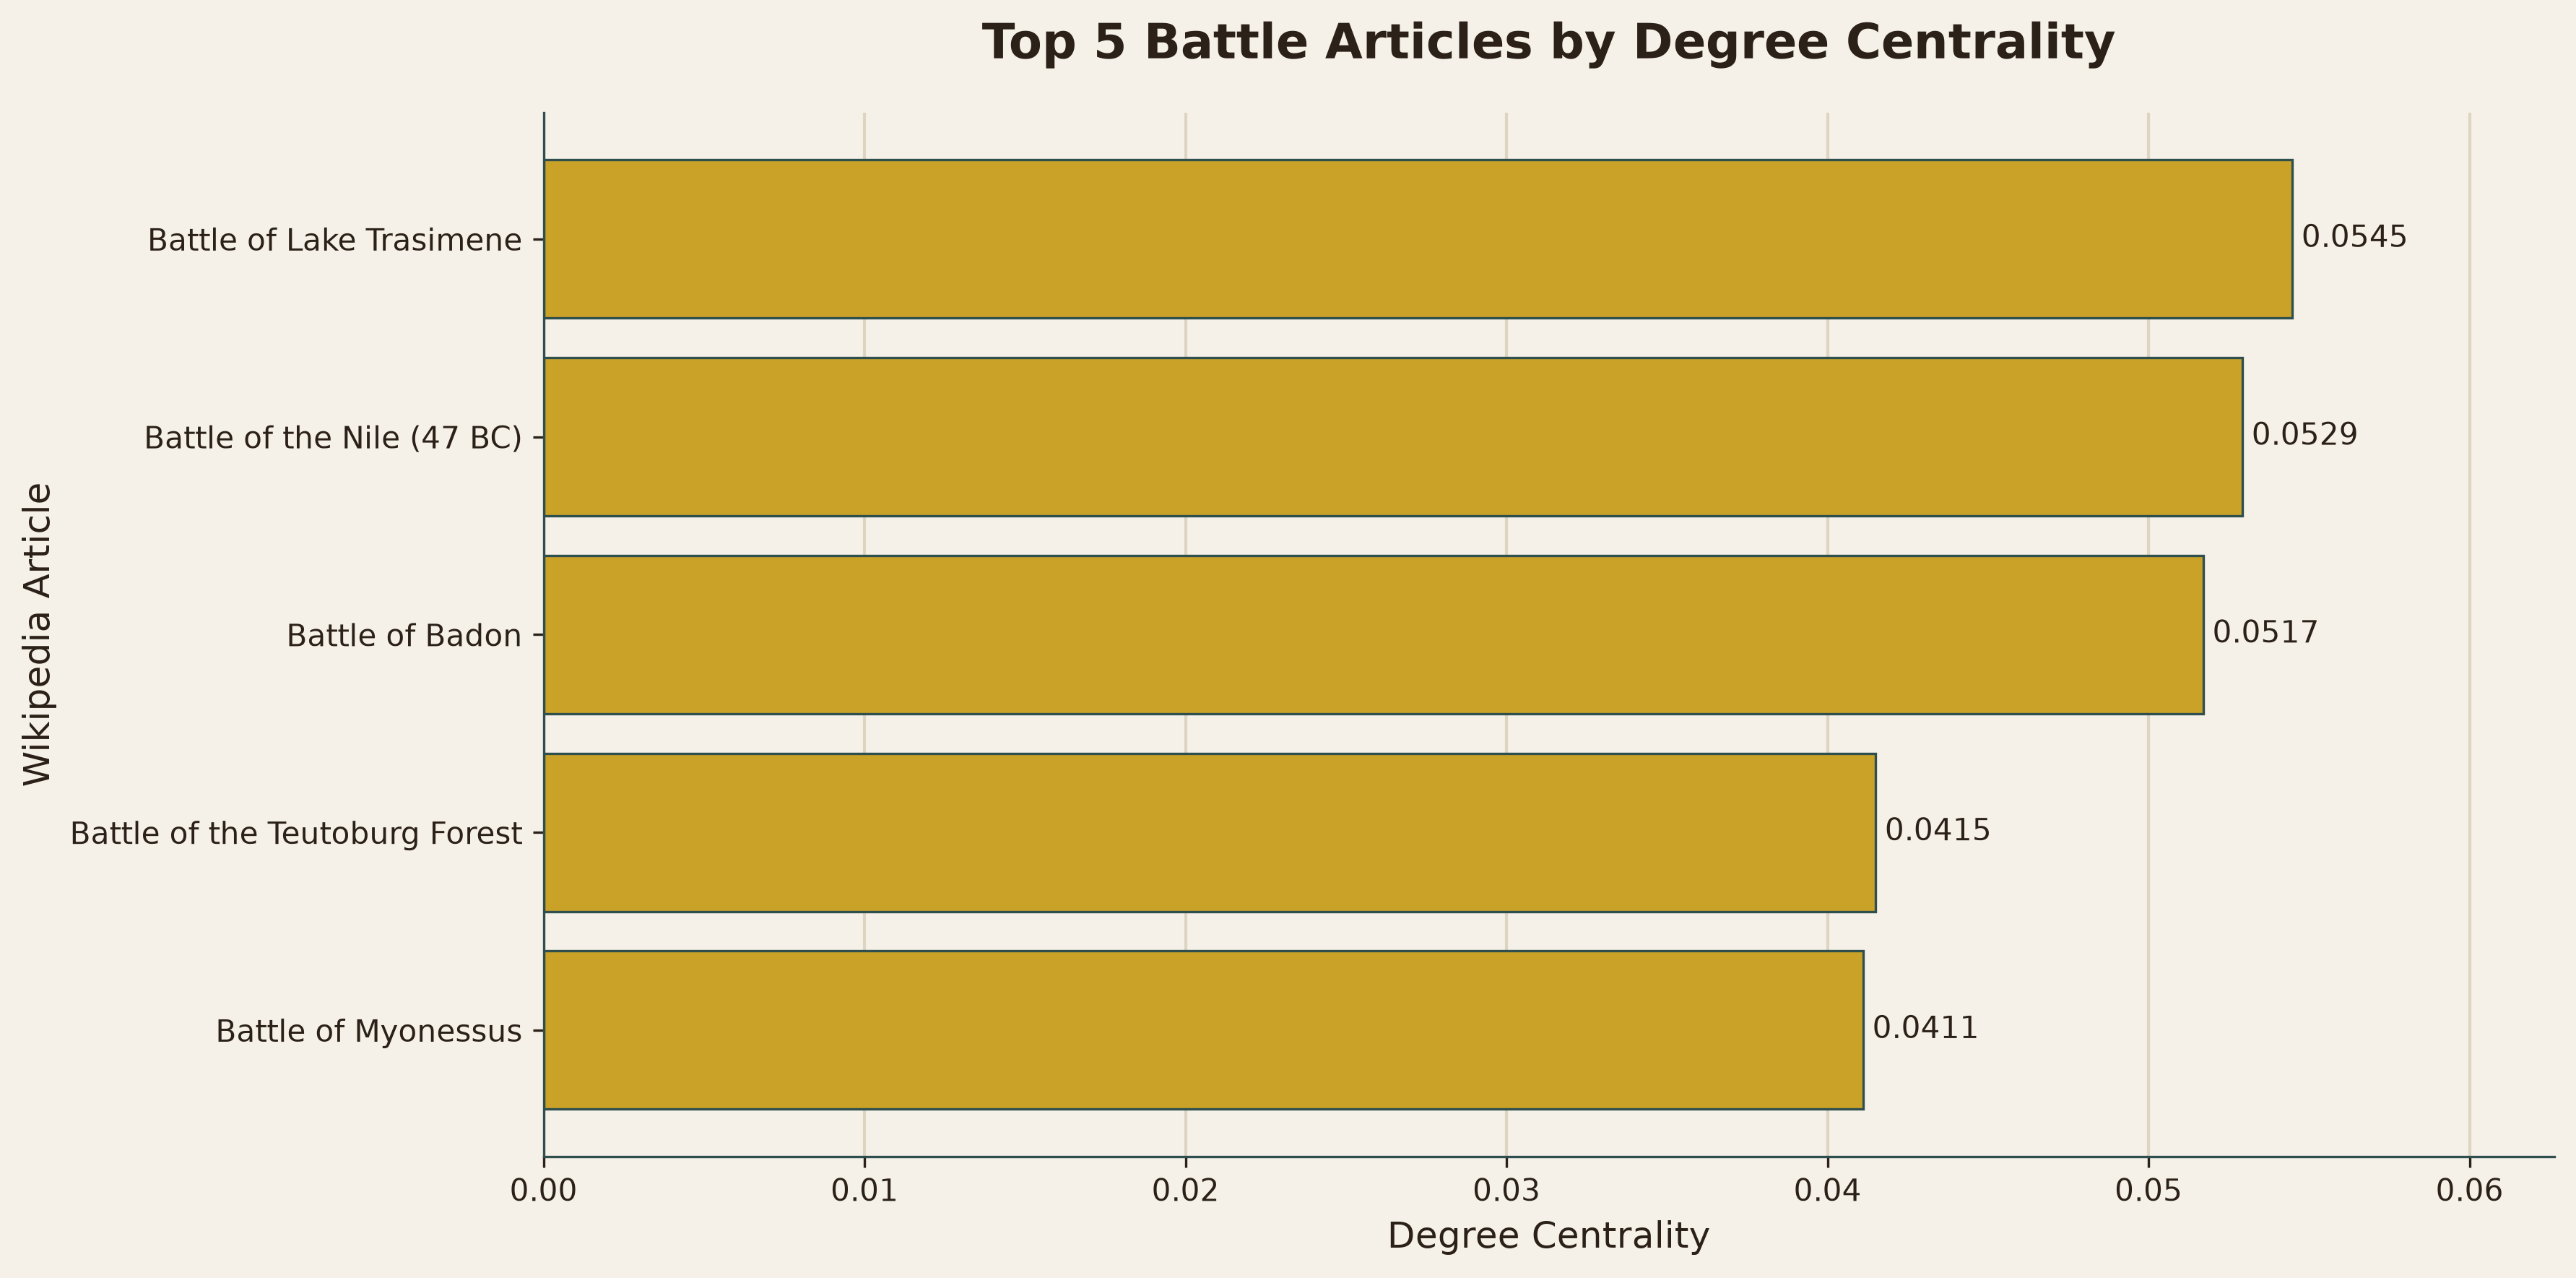 Top 5 Battle Articles by Degree Centrality
Wikipedia Article
Battle of Lake Trasimene
0.0545
Battle of the Nile (47 BC)
0.0529
Battle of Badon
0.0517
Battle of the Teutoburg Forest
0.0415
Battle of Myonessus
0.0411
0.00 0.01 0.02 0.03 0.04 0.05 0.06
Degree Centrality